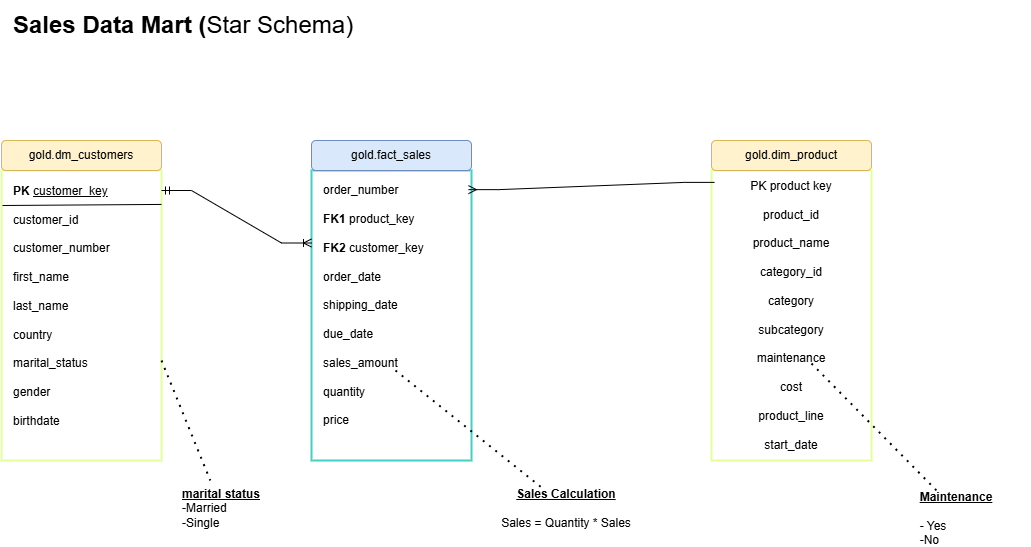 Sales Data Mart (Star Schema)
gold.dm_customers
PK customer_key
customer_id
customer_number
first_name
last_name
country
marital_status
gender
birthdate
gold.fact_sales
order_number
FK1 product_key
FK2 customer_key
order_date
shipping_date
due_date
sales_amount
quantity
price
gold.dim_product
PK product key
product_id
product_name
category_id
category
subcategory
maintenance
cost
product_line
start_date
marital status
-Married
-Single
Sales Calculation
Sales = Quantity * Sales
Maintenance
- Yes
-No